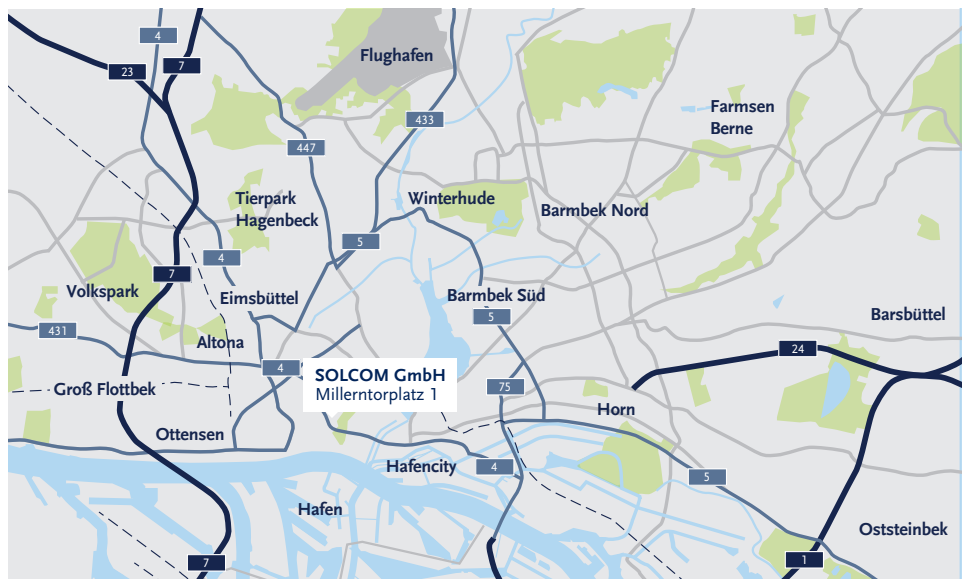 4
Flughafen
7
23
Farmsen
Berne
433
447
Tierpark
Hagenbeck
Winterhude
Barmbek Nord
5
4
7
Volkspark
Eimsbüttel
Barmbek Süd
5
Barsbüttel
431
Altona
24
4
SOLCOM GmbH
Millerntorplatz 1
Groß Flottbek
75
Horn
Ottensen
Hafencity
4
5
Hafen
Oststeinbek
7
1